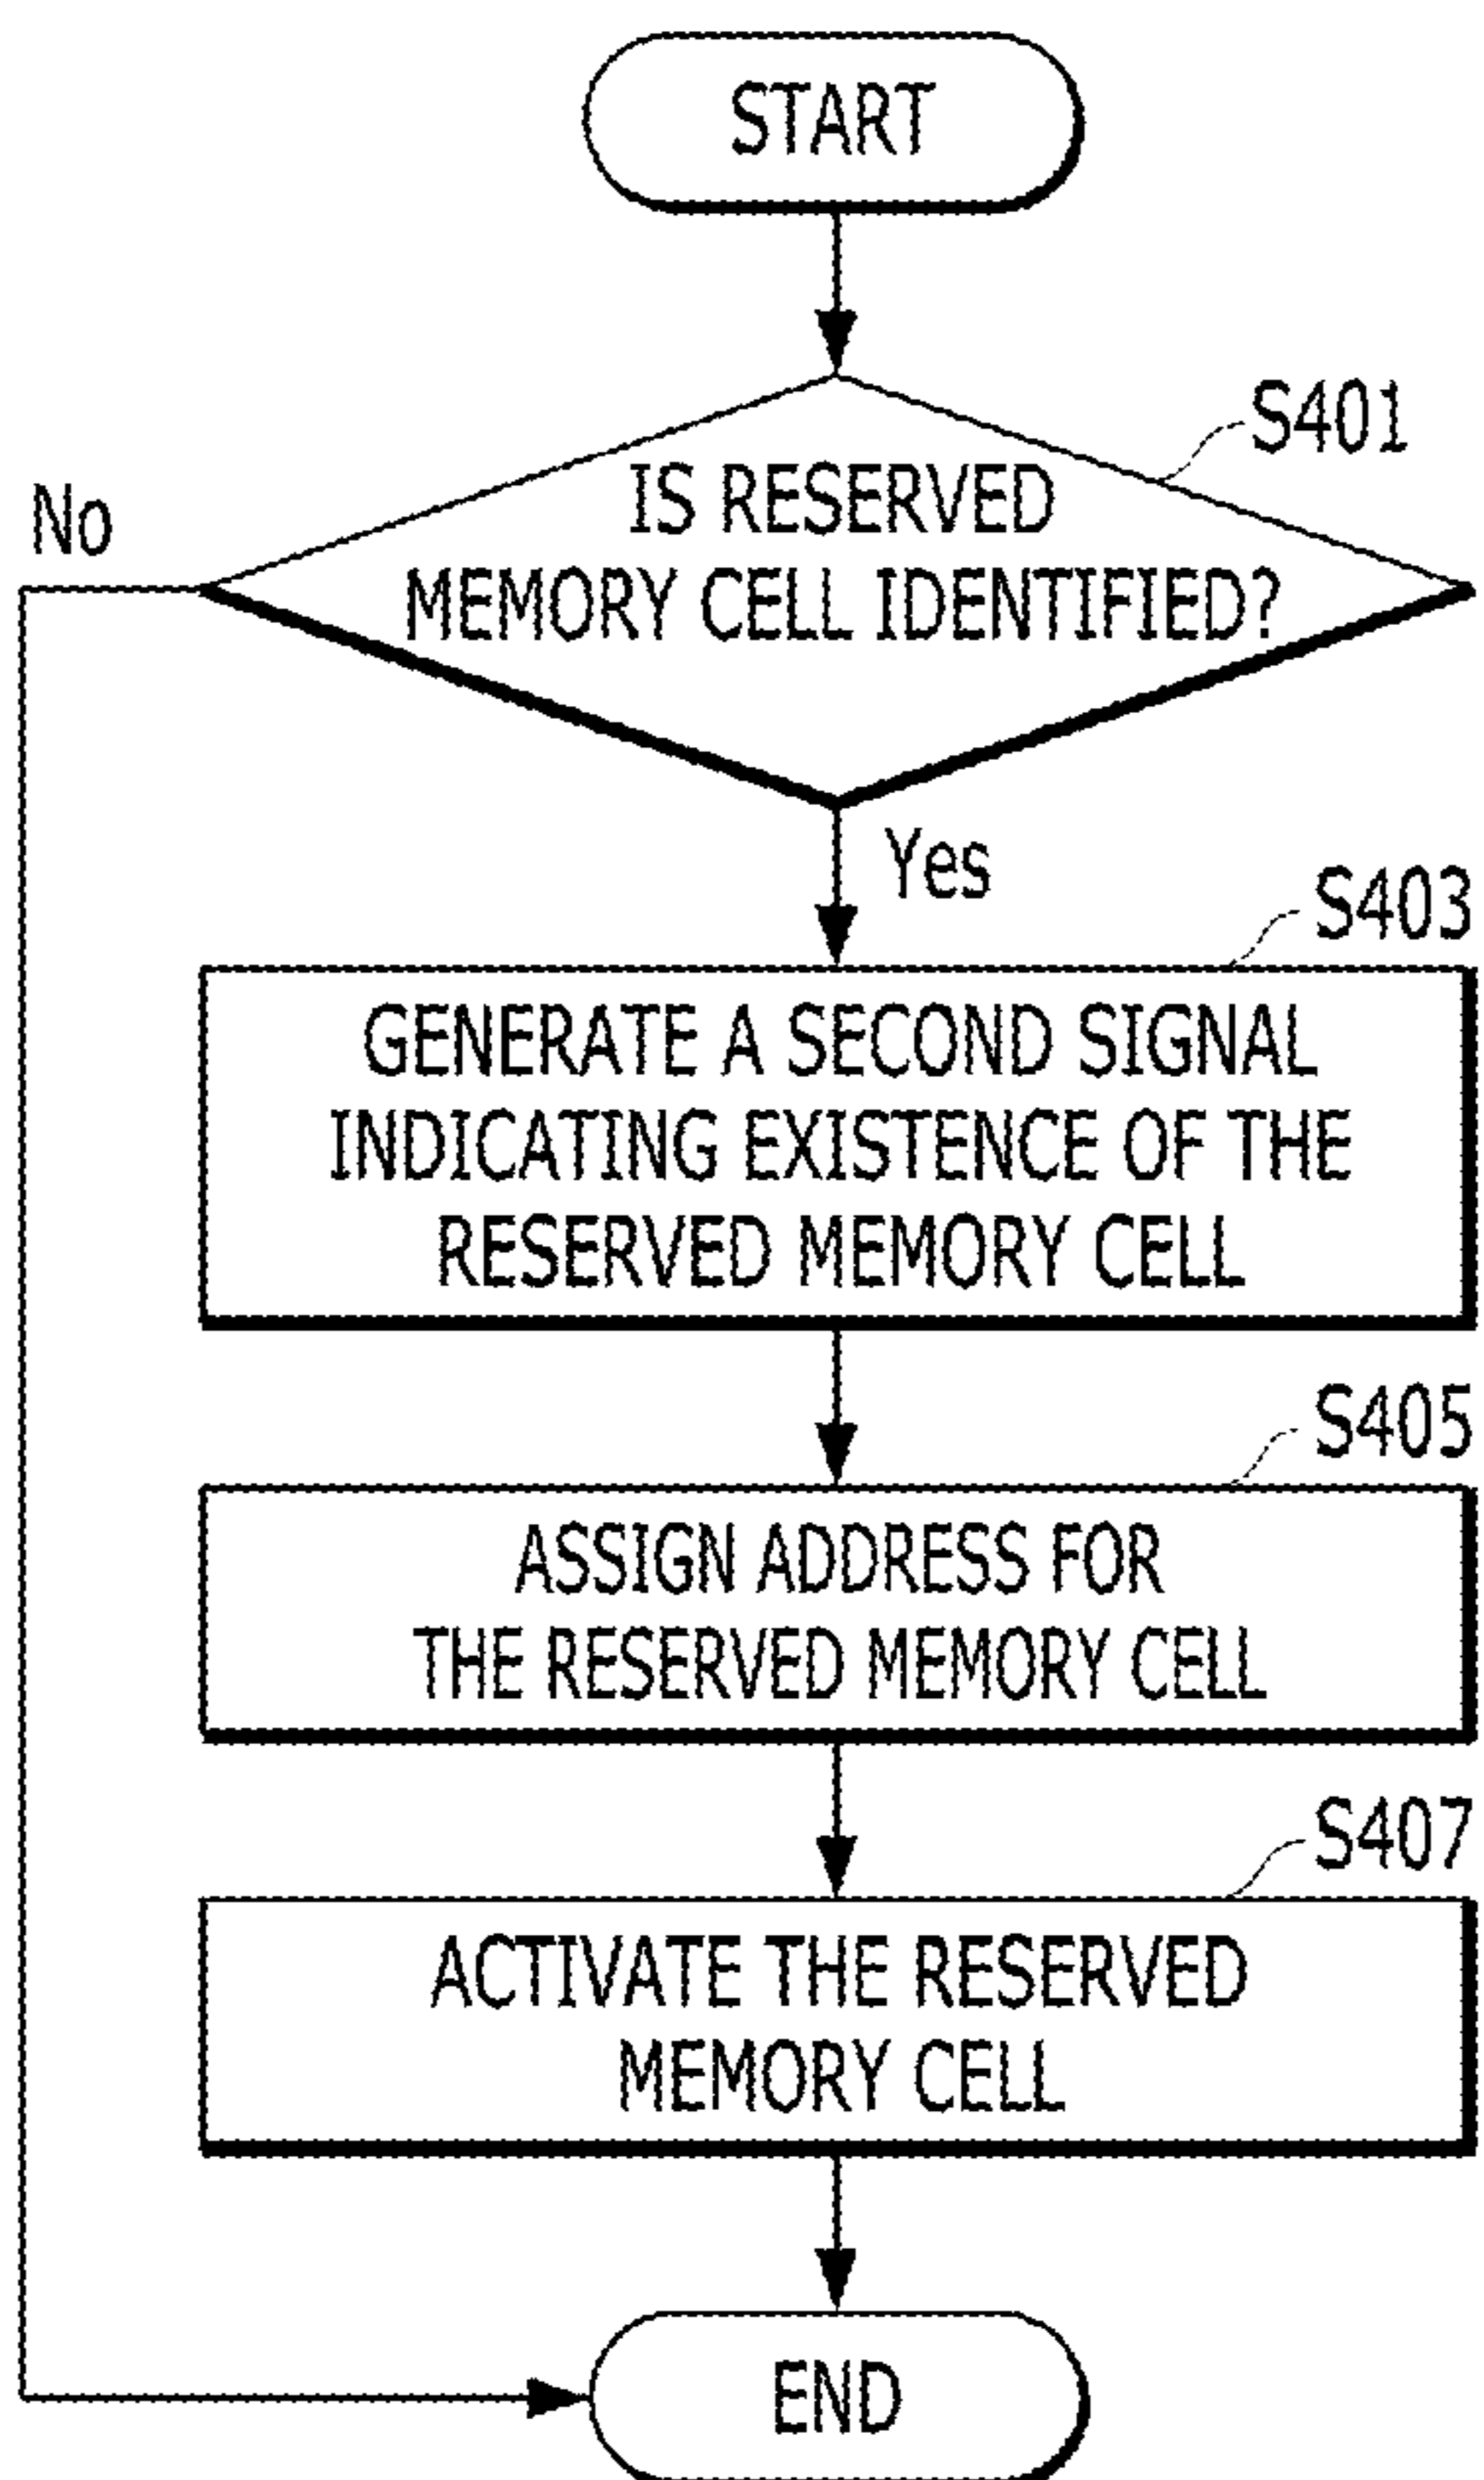 START
S401
IS RESERVED
MEMORY CELL IDENTIFIED?
No
Yes
S403
GENERATE A SECOND SIGNAL
INDICATING EXISTENCE OF THE
RESERVED MEMORY CELL
S405
ASSIGN ADDRESS FOR
THE RESERVED MEMORY CELL
S407
ACTIVATE THE RESERVED
MEMORY CELL
END